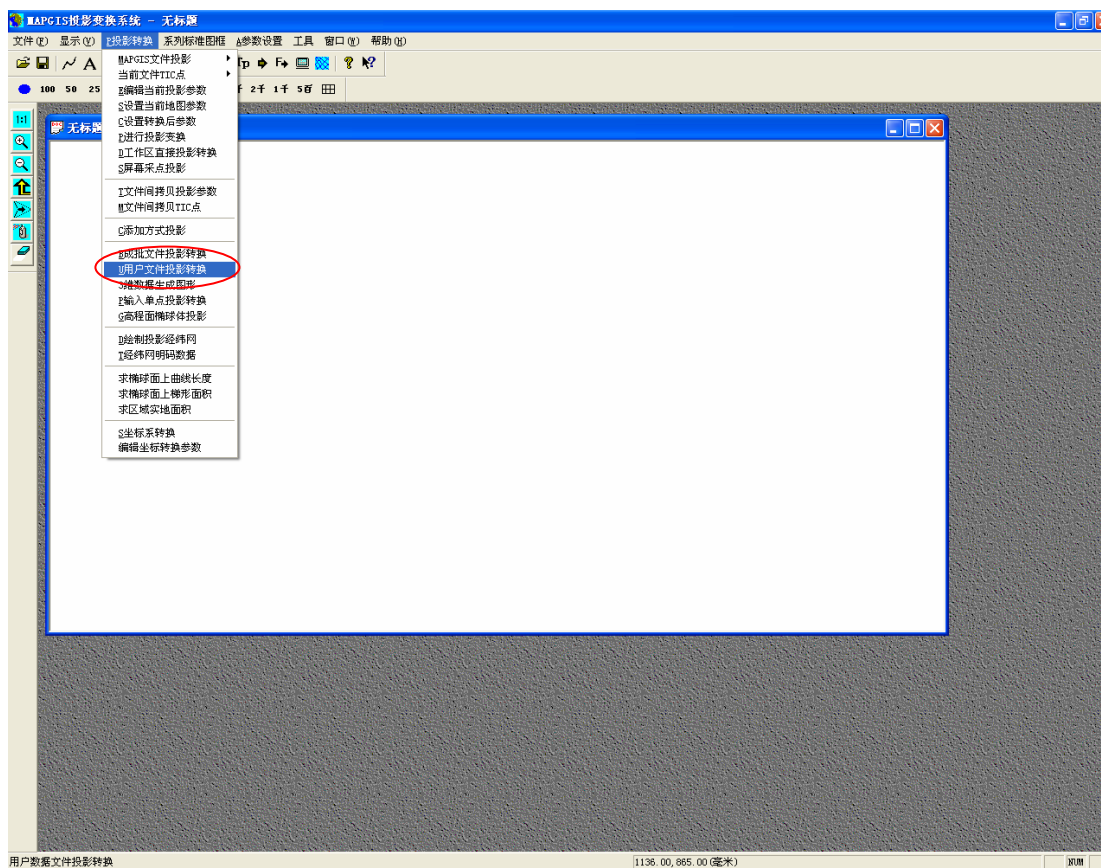 MAPGIS投影变换系统 - 无标题
文件(F) 显示(V) P投影转换 系列标准图框 A参数设置 工具 窗口(W) 帮助(H)
A Tp F
100 50 25 2千 1千 5百
1:1
无标题
MAPGIS文件投影
当前文件TIC点
E编辑当前投影参数
S设置当前地图参数
C设置转换后参数
P进行投影变换
D工作区直接投影转换
S屏幕采点投影
T文件间拷贝投影参数
M文件间拷贝TIC点
C添加方式投影
B成批文件投影转换
U用户文件投影转换
3维数据生成图形
P输入单点投影转换
G高程面椭球体投影
D绘制投影经纬网
T经纬网明码数据
求椭球面上曲线长度
求椭球面上梯形面积
求区域实地面积
S坐标系转换
编辑坐标转换参数
用户数据文件投影转换 1136.00,865.00(毫米) NUM